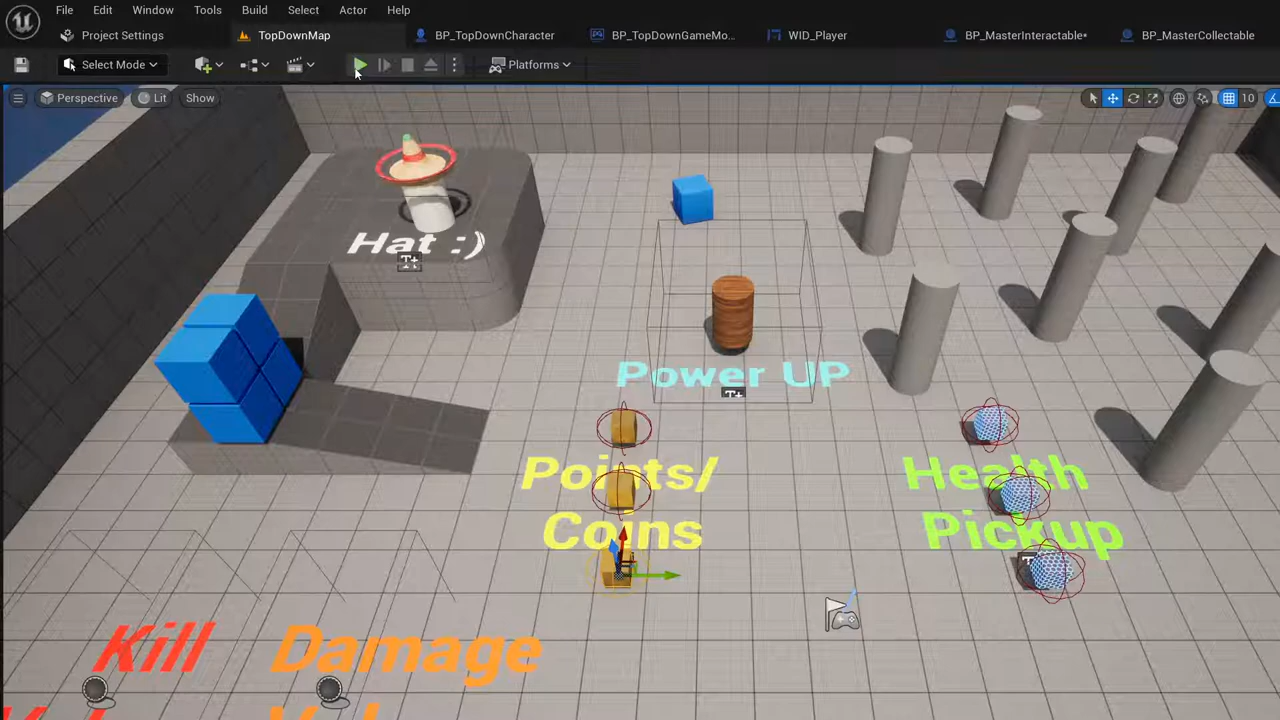 File Edit Window Tools Build Select Actor Help
Project Settings TopDownMap BP_TopDownCharacter BP_TopDownGameMo... WID_Player BP_MasterInteractable* BP_MasterCollectable
Select Mode Platforms
Perspective Lit Show 10
Hat :)
Power UP
Points/
Coins
Health
Pickup
Kill
Damage